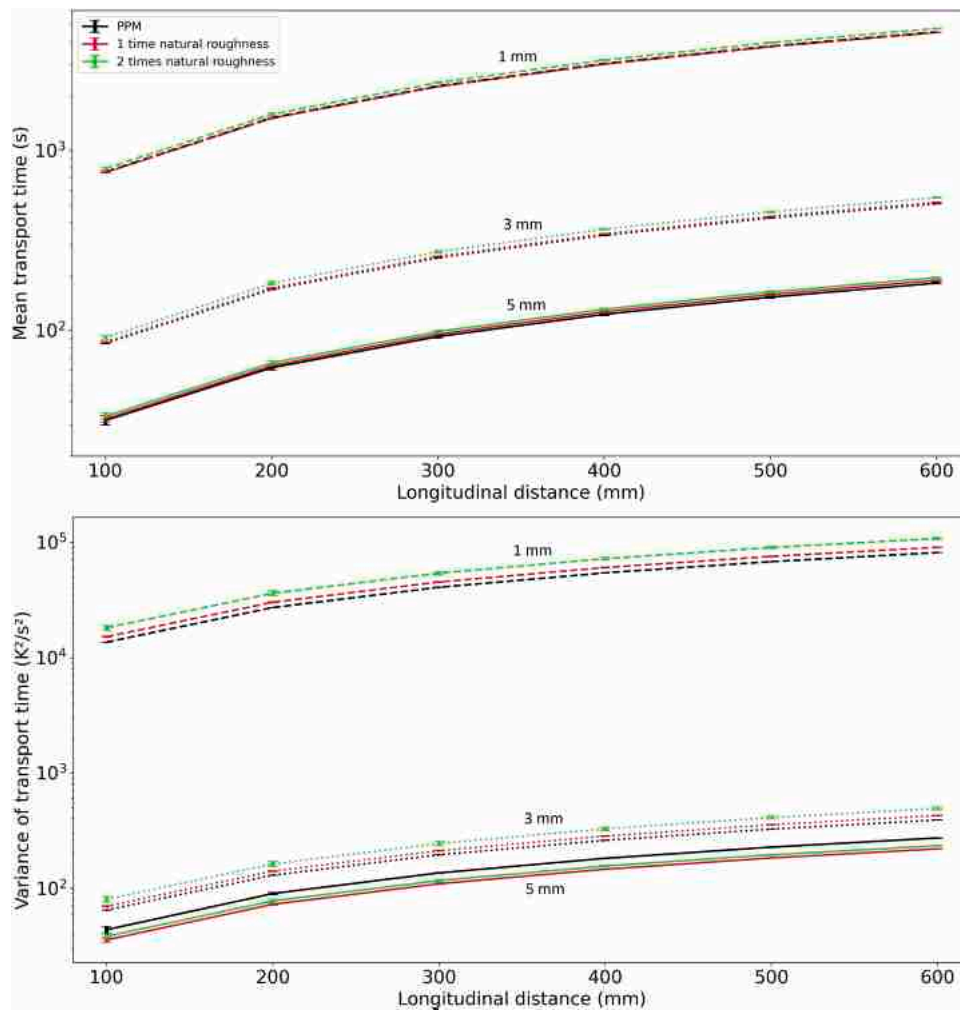 PPM
1 time natural roughness
2 times natural roughness
1 mm
3 mm
5 mm
Mean transport time (s)
10³
10²
100 200 300 400 500 600
Longitudinal distance (mm)
1 mm
3 mm
5 mm
Variance of transport time (K²/s²)
10⁵
10⁴
10³
10²
100 200 300 400 500 600
Longitudinal distance (mm)